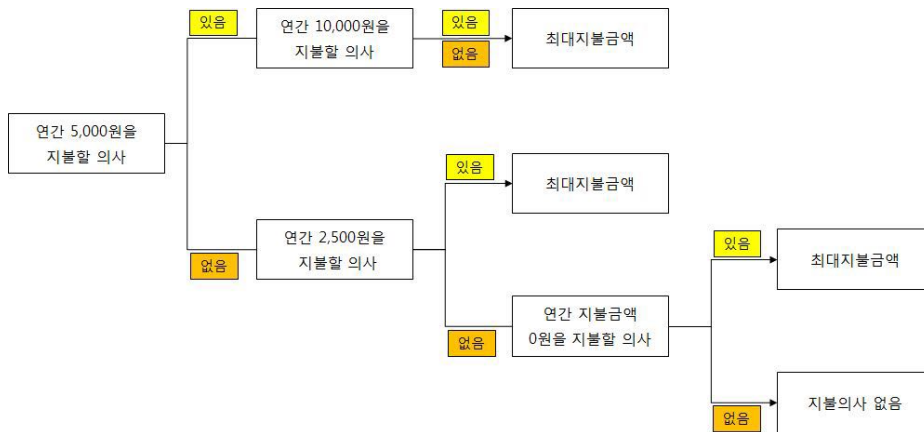 있음
연간 10,000원을
지불할 의사
있음
없음
최대지불금액
연간 5,000원을
지불할 의사
있음
최대지불금액
없음
연간 2,500원을
지불할 의사
있음
최대지불금액
없음
연간 지불금액
0원을 지불할 의사
없음
지불의사 없음